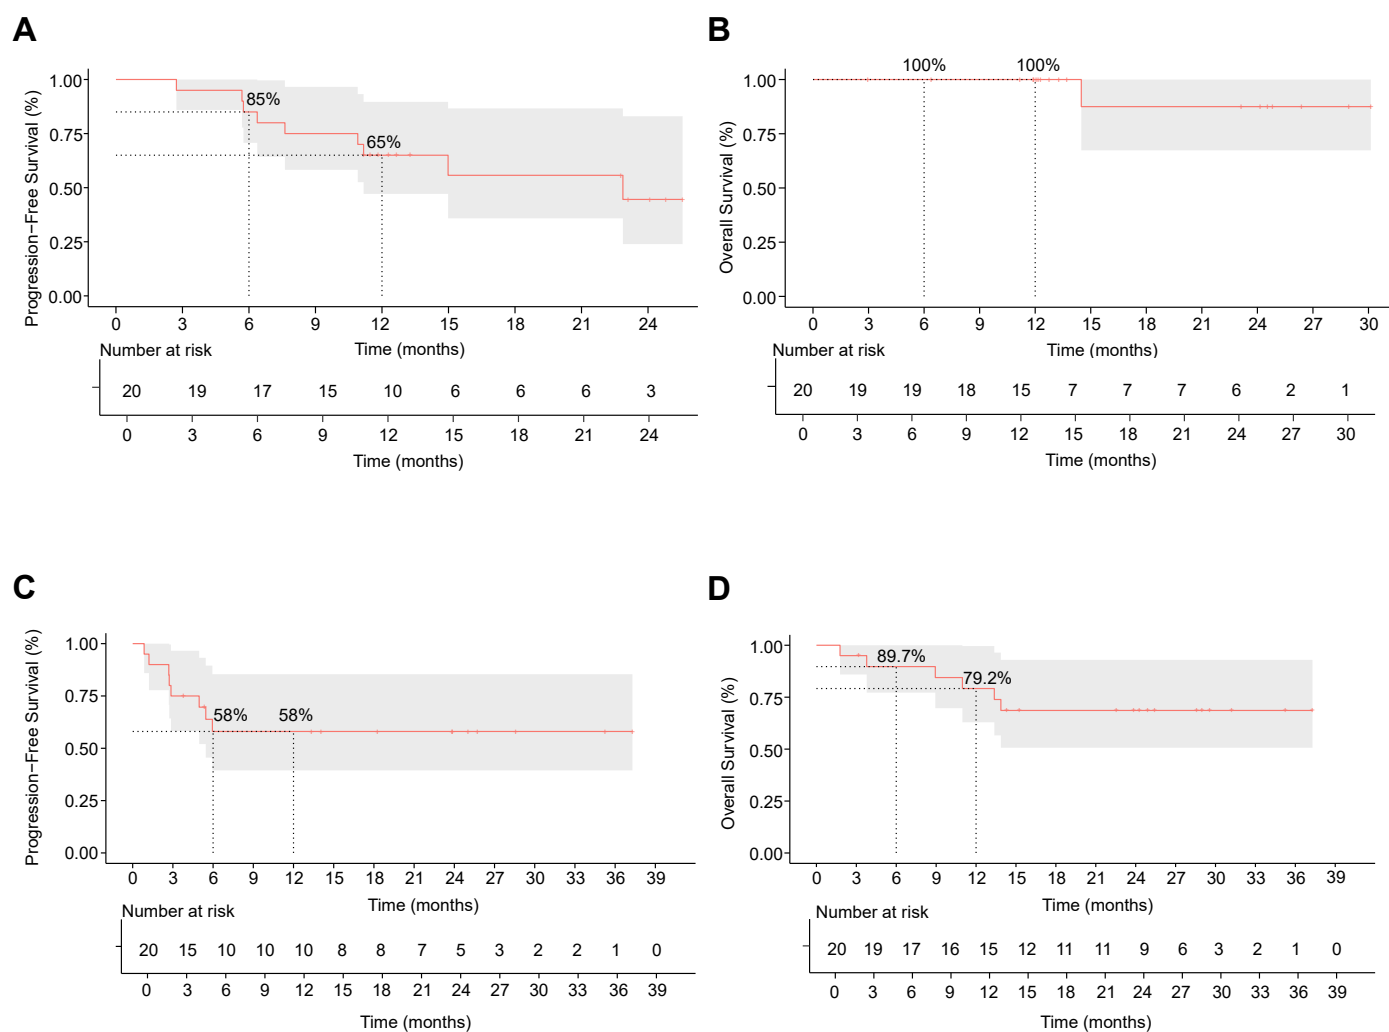 A
Progression−Free Survival (%)
1.00
0.75
0.50
0.25
0.00
85%
65%
0 3 6 9 12 15 18 21 24
Time (months)
Number at risk
20 19 17 15 10 6 6 6 3
0 3 6 9 12 15 18 21 24
Time (months)
B
Overall Survival (%)
1.00
0.75
0.50
0.25
0.00
100% 100%
0 3 6 9 12 15 18 21 24 27 30
Time (months)
Number at risk
20 19 19 18 15 7 7 7 6 2 1
0 3 6 9 12 15 18 21 24 27 30
Time (months)
C
Progression−Free Survival (%)
1.00
0.75
0.50
0.25
0.00
58% 58%
0 3 6 9 12 15 18 21 24 27 30 33 36 39
Time (months)
Number at risk
20 15 10 10 10 8 8 7 5 3 2 2 1 0
0 3 6 9 12 15 18 21 24 27 30 33 36 39
Time (months)
D
Overall Survival (%)
1.00
0.75
0.50
0.25
0.00
89.7%
79.2%
0 3 6 9 12 15 18 21 24 27 30 33 36 39
Time (months)
Number at risk
20 19 17 16 15 12 11 11 9 6 3 2 1 0
0 3 6 9 12 15 18 21 24 27 30 33 36 39
Time (months)